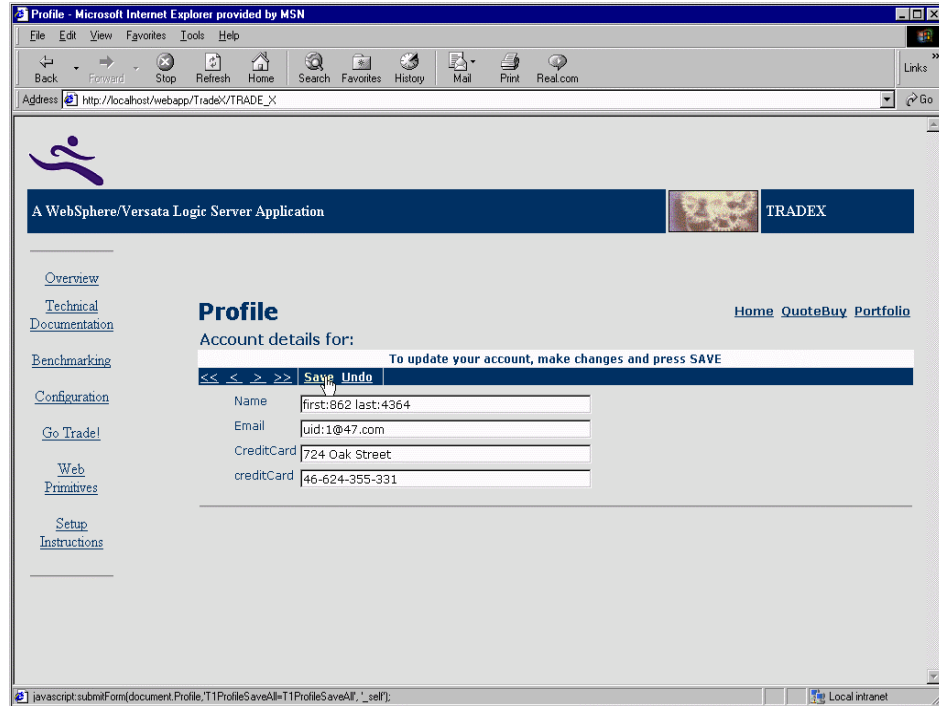 Profile - Microsoft Internet Explorer provided by MSN
File Edit View Favorites Tools Help
Back Forward Stop Refresh Home Search Favorites History Mail Print Real.com Links »
Address http://localhost/webapp/TradeX/TRADE_X Go
A WebSphere/Versata Logic Server Application TRADEX
Overview
Technical
Documentation
Benchmarking
Configuration
Go Trade!
Web
Primitives
Setup
Instructions
Profile Home QuoteBuy Portfolio
Account details for:
To update your account, make changes and press SAVE
<< < > >> Save Undo
Name first:862 last:4364
Email uid:1@47.com
CreditCard 724 Oak Street
creditCard 46-624-355-331
javascript:submitForm(document.Profile,'T1ProfileSaveAll=T1ProfileSaveAll', '_self'); Local intranet